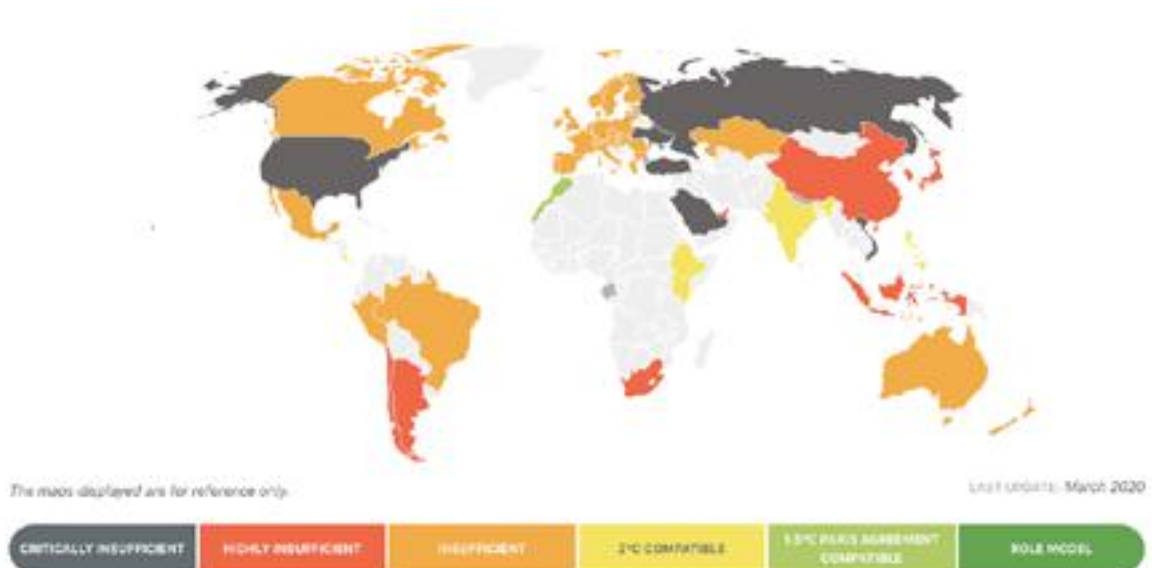 The maps displayed are for reference only.
LAST UPDATE: March 2020
CRITICALLY INSUFFICIENT
HIGHLY INSUFFICIENT
INSUFFICIENT
2°C COMPATIBLE
1.5°C PARIS AGREEMENT
COMPATIBLE
ROLE MODEL